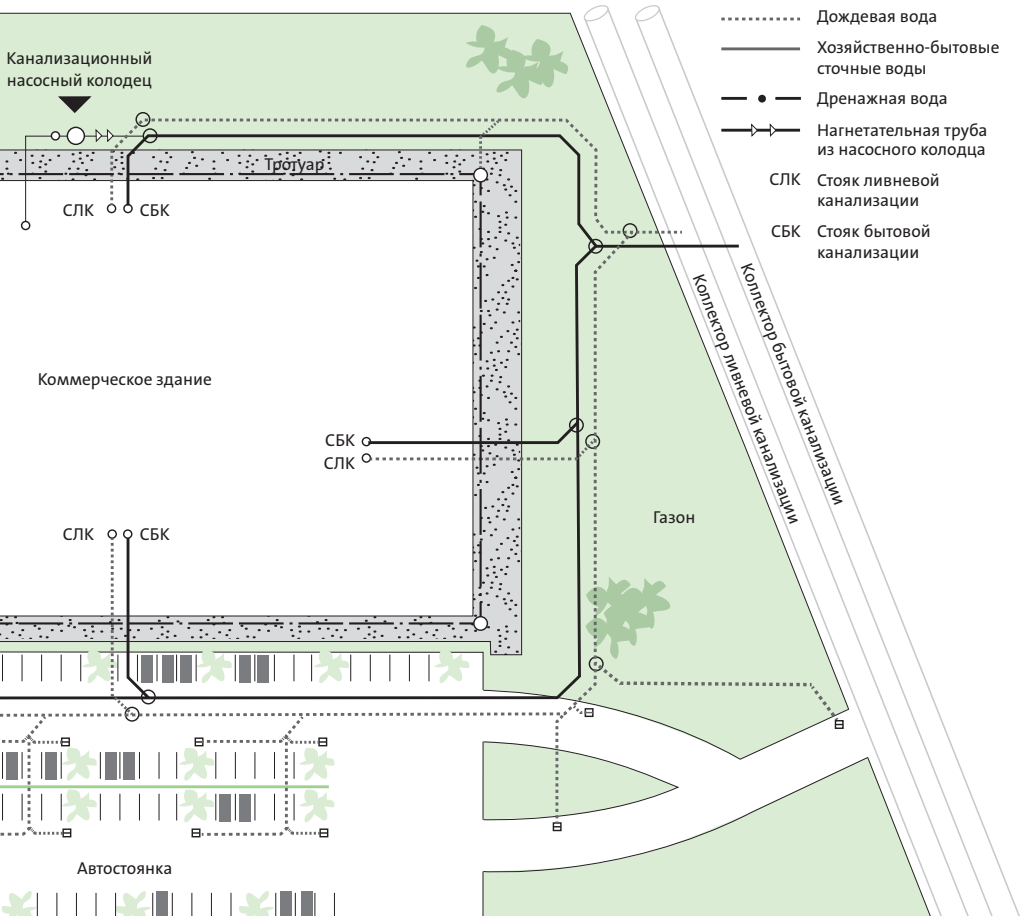 Дождевая вода
Хозяйственно-бытовые
сточные воды
Дренажная вода
Нагнетательная труба
из насосного колодца
СЛК Стояк ливневой
канализации
СБК Стояк бытовой
канализации
Канализационный
насосный колодец
Тротуар
СЛК СБК
Коллектор ливневой канализации
Коллектор бытовой канализации
Коммерческое здание
СБК
СЛК
Газон
СЛК СБК
Автостоянка